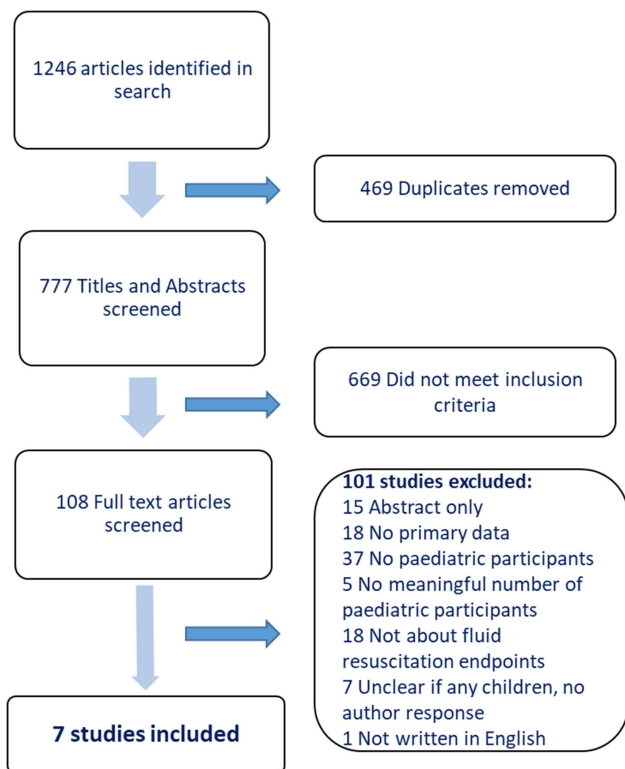 1246 articles identified in
search
469 Duplicates removed
777 Titles and Abstracts
screened
669 Did not meet inclusion
criteria
108 Full text articles
screened
101 studies excluded:
15 Abstract only
18 No primary data
37 No paediatric participants
5 No meaningful number of
paediatric participants
18 Not about fluid
resuscitation endpoints
7 Unclear if any children, no
author response
1 Not written in English
7 studies included